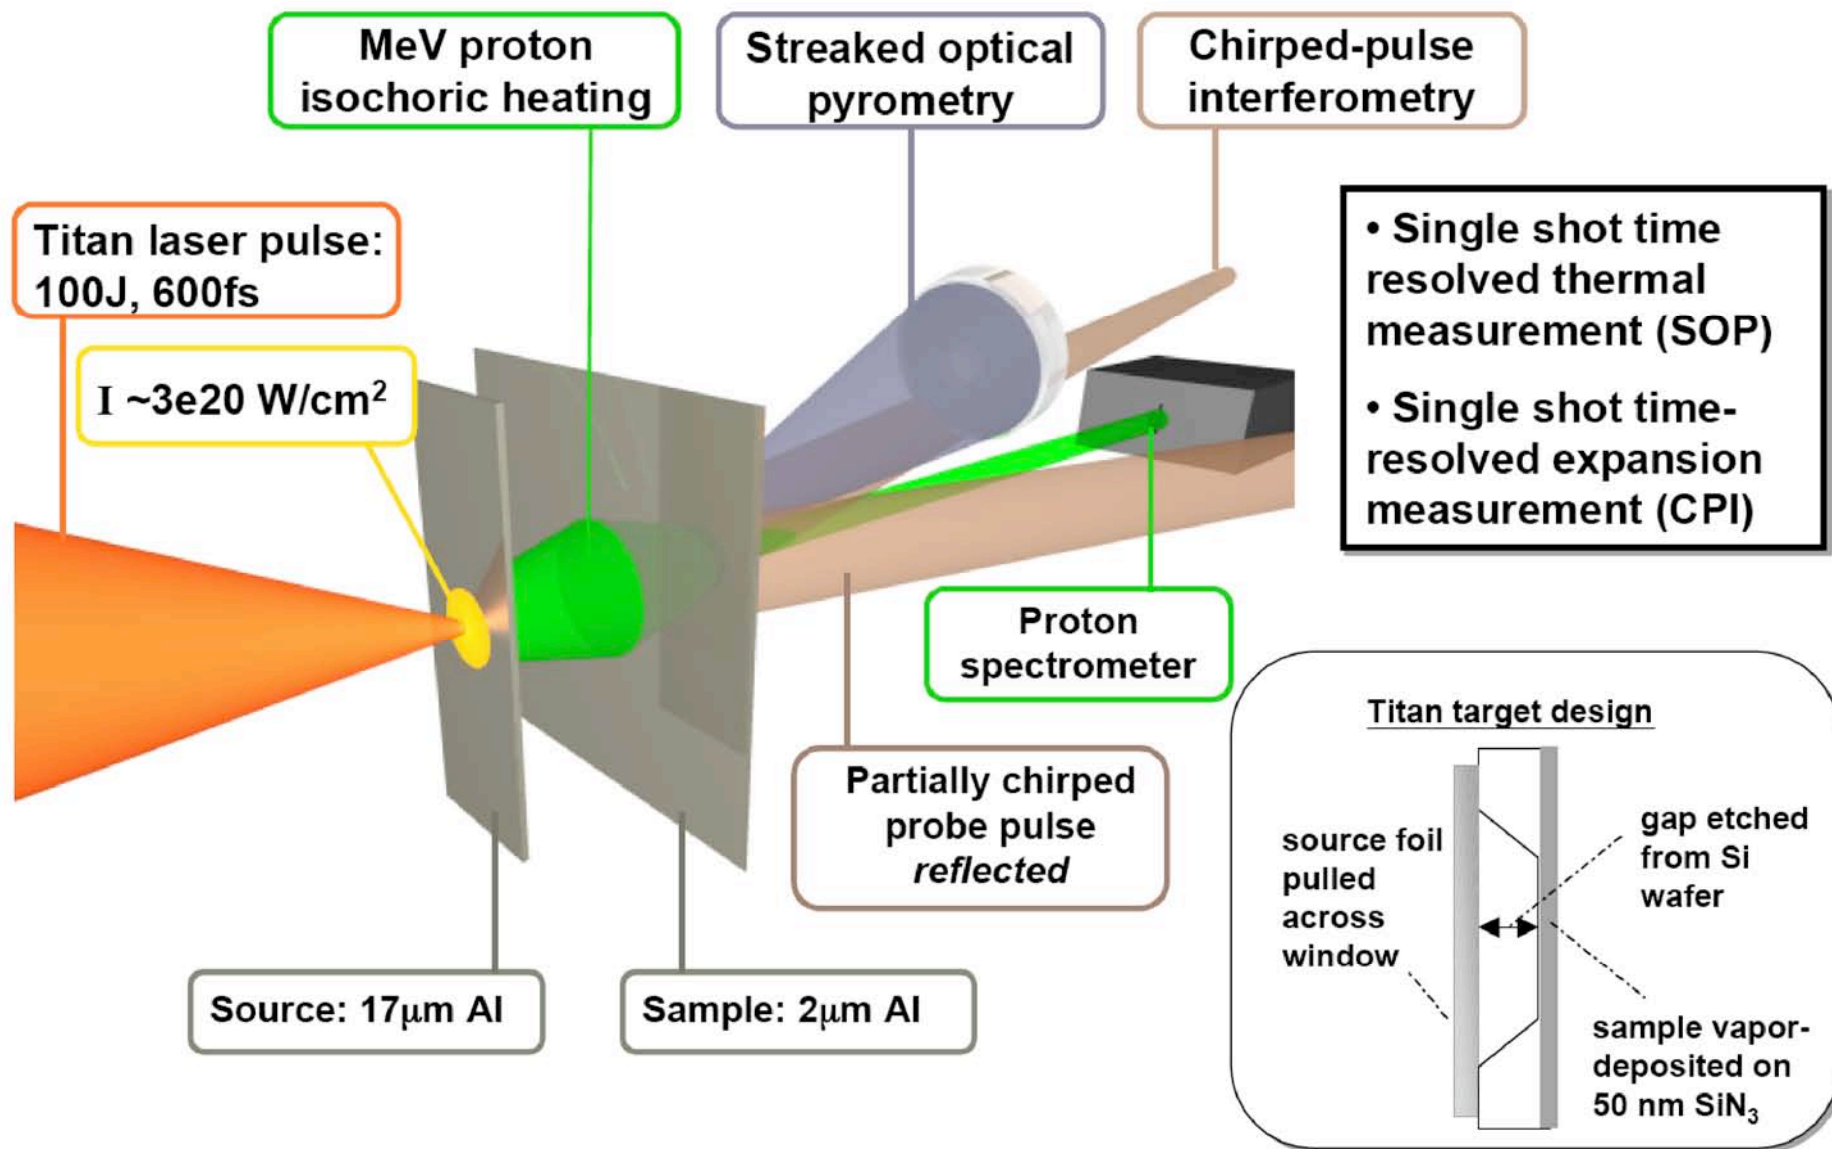 MeV proton
isochoric heating
Streaked optical
pyrometry
Chirped-pulse
interferometry
Titan laser pulse:
100J, 600fs
I ~3e20 W/cm²
• Single shot time
resolved thermal
measurement (SOP)
• Single shot time-
resolved expansion
measurement (CPI)
Proton
spectrometer
Partially chirped
probe pulse
reflected
Source: 17μm Al
Sample: 2μm Al
Titan target design
source foil
pulled
across
window
gap etched
from Si
wafer
sample vapor-
deposited on
50 nm SiN₃